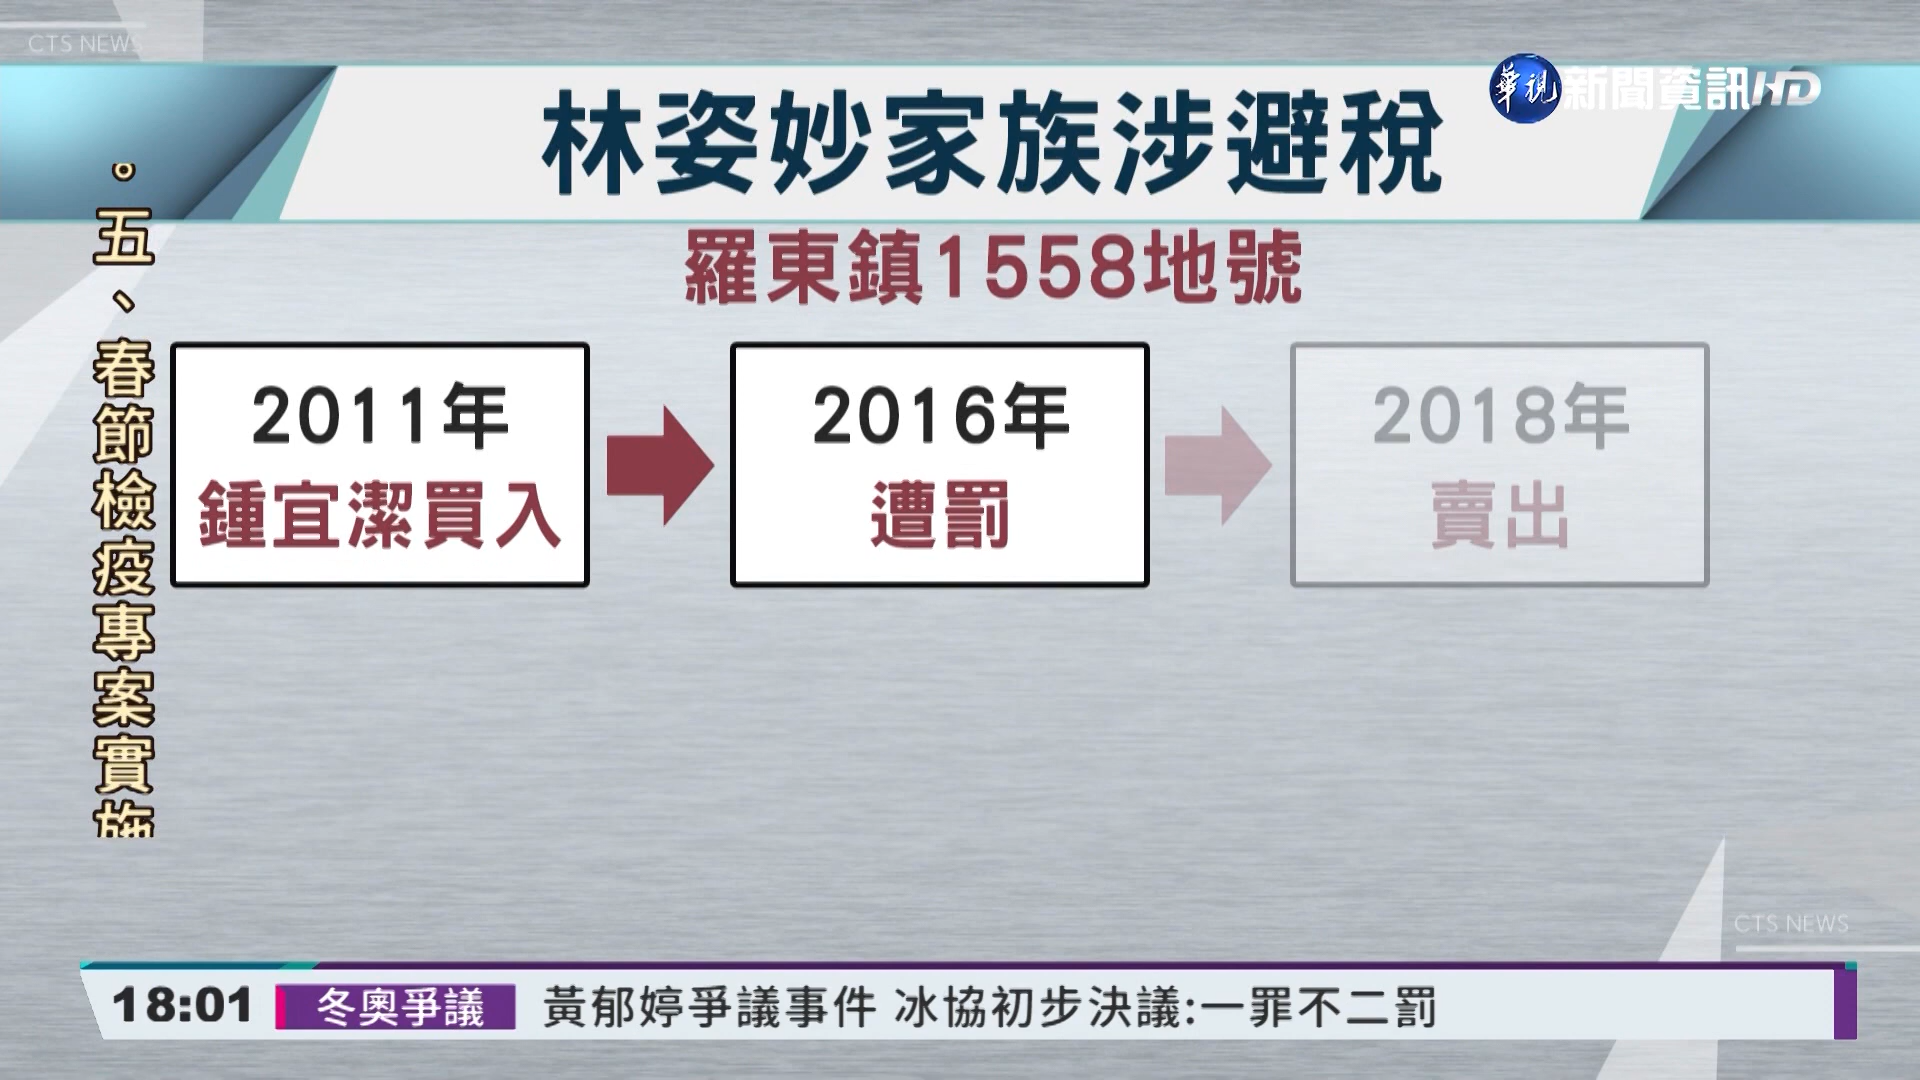 CTS NEWS
華視新聞資訊HD
林姿妙家族涉避稅
羅東鎮1558地號
2011年
鍾宜潔買入
2016年
遭罰
2018年
賣出
。五、春節檢疫專案實施
CTS NEWS
18:01
冬奧爭議
黃郁婷爭議事件 冰協初步決議:一罪不二罰